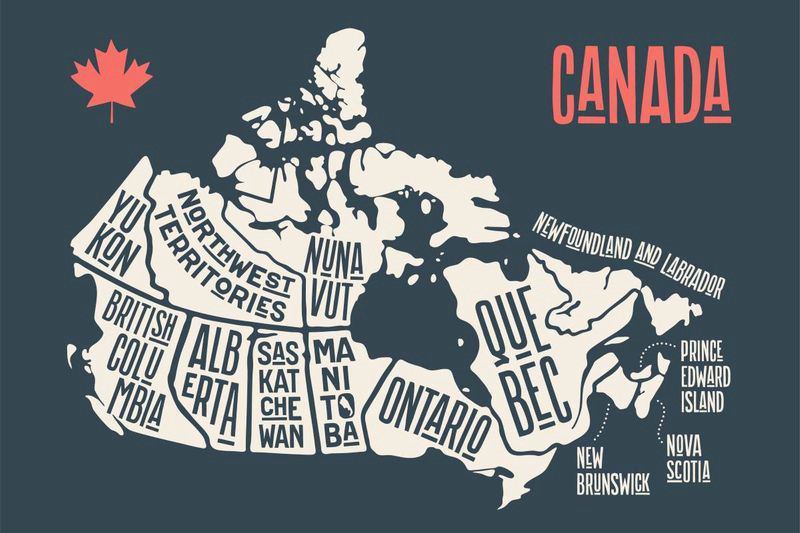 CANADA
YU
KON
NORTHWEST
TERRITORIES
NUNA
VUT
BRITISH
COLU
MBIA
ALB
ERTA
SAS
KAT
CHE
WAN
MA
NI
TO
BA
ONTARIO
QUE
BEC
NEWFOUNDLAND AND LABRADOR
PRINCE
EDWARD
ISLAND
NOVA
SCOTIA
NEW
BRUNSWICK